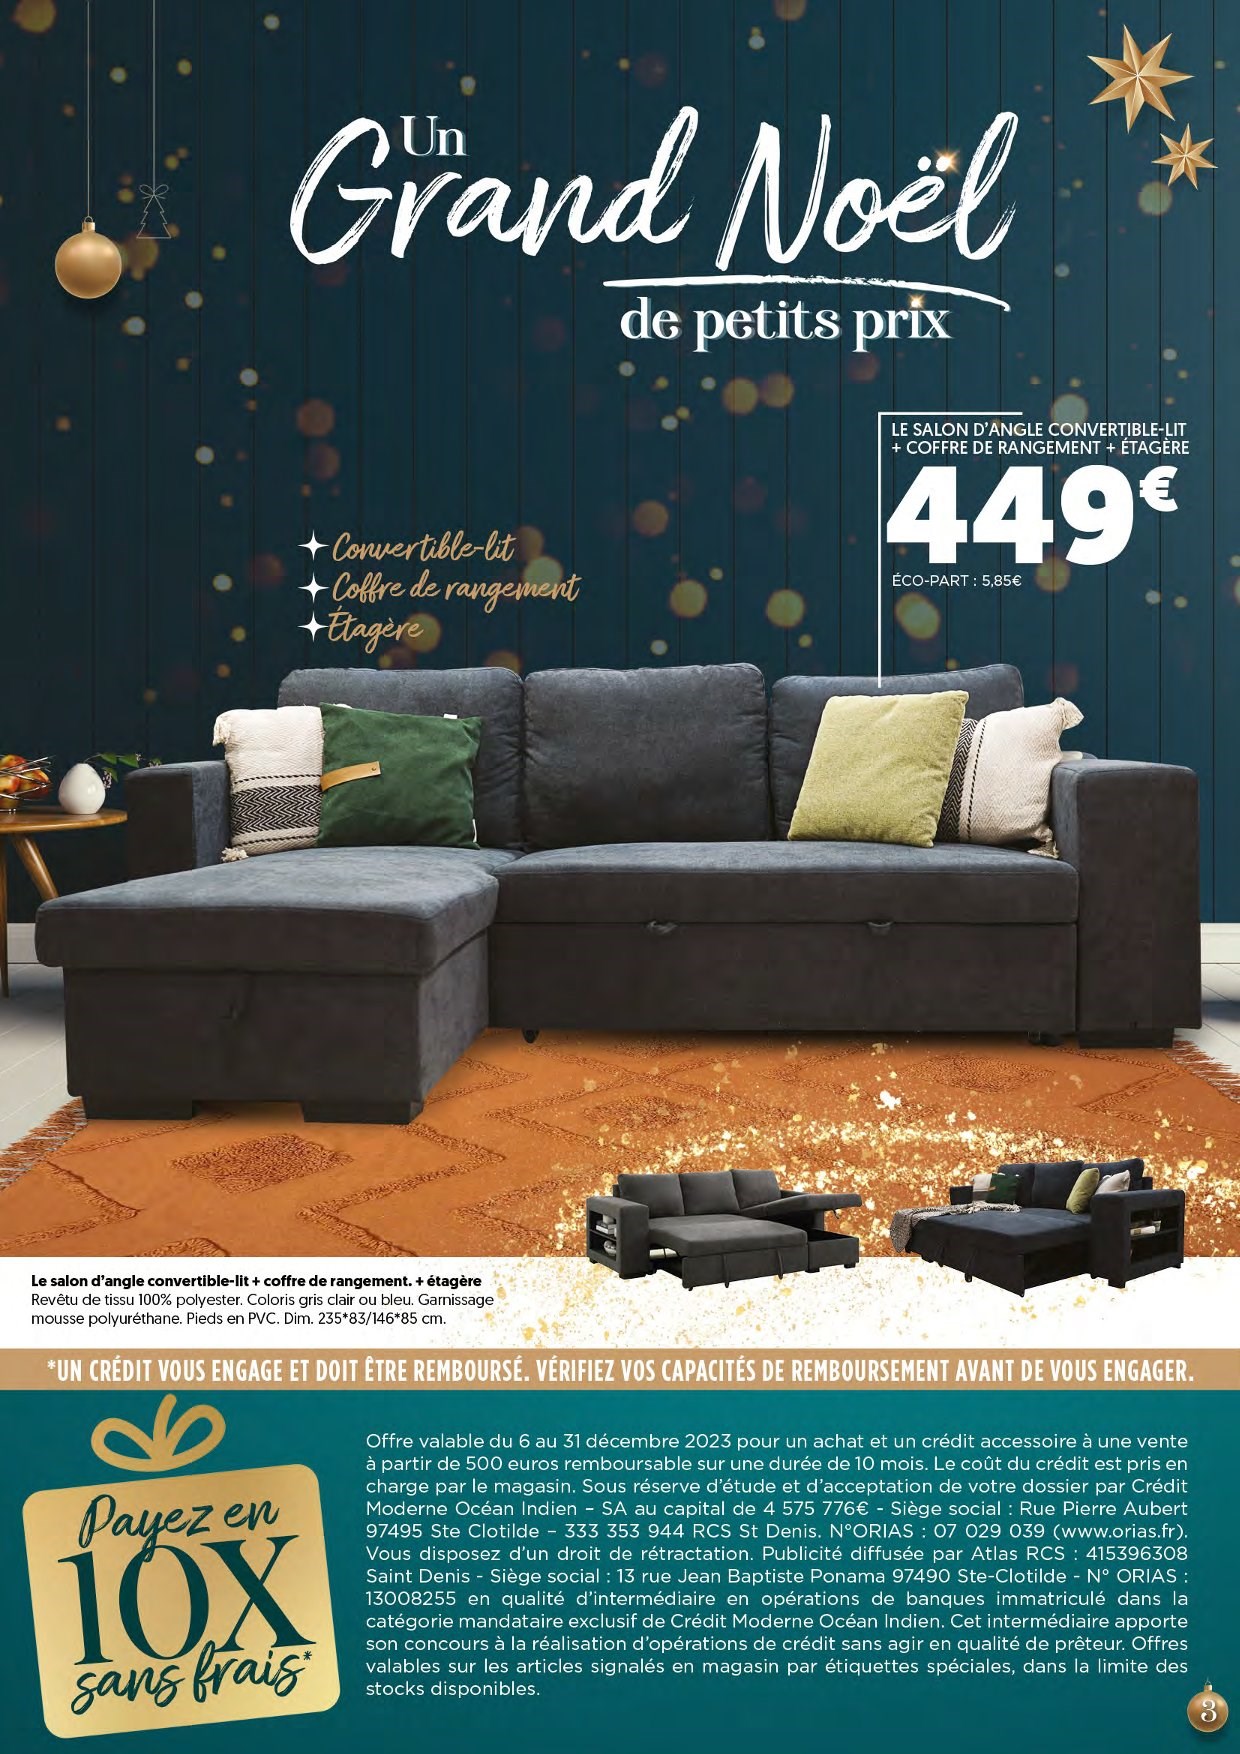 Un
Grand Noël
de petits prix
LE SALON D'ANGLE CONVERTIBLE-LIT
+ COFFRE DE RANGEMENT + ÉTAGÈRE
449€
ÉCO-PART : 5,85€
Convertible-lit
Coffre de rangement
Étagère
Le salon d'angle convertible-lit + coffre de rangement. + étagère
Revêtu de tissu 100% polyester. Coloris gris clair ou bleu. Garnissage
mousse polyuréthane. Pieds en PVC. Dim. 235*83/146*85 cm.
*UN CRÉDIT VOUS ENGAGE ET DOIT ÊTRE REMBOURSÉ. VÉRIFIEZ VOS CAPACITÉS DE REMBOURSEMENT AVANT DE VOUS ENGAGER.
Payez en
10X
sans frais*
Offre valable du 6 au 31 décembre 2023 pour un achat et un crédit accessoire à une vente
à partir de 500 euros remboursable sur une durée de 10 mois. Le coût du crédit est pris en
charge par le magasin. Sous réserve d'étude et d'acceptation de votre dossier par Crédit
Moderne Océan Indien – SA au capital de 4 575 776€ - Siège social : Rue Pierre Aubert
97495 Ste Clotilde – 333 353 944 RCS St Denis. N°ORIAS : 07 029 039 (www.orias.fr).
Vous disposez d'un droit de rétractation. Publicité diffusée par Atlas RCS : 415396308
Saint Denis - Siège social : 13 rue Jean Baptiste Ponama 97490 Ste-Clotilde - N° ORIAS :
13008255 en qualité d'intermédiaire en opérations de banques immatriculé dans la
catégorie mandataire exclusif de Crédit Moderne Océan Indien. Cet intermédiaire apporte
son concours à la réalisation d'opérations de crédit sans agir en qualité de prêteur. Offres
valables sur les articles signalés en magasin par étiquettes spéciales, dans la limite des
stocks disponibles.
3